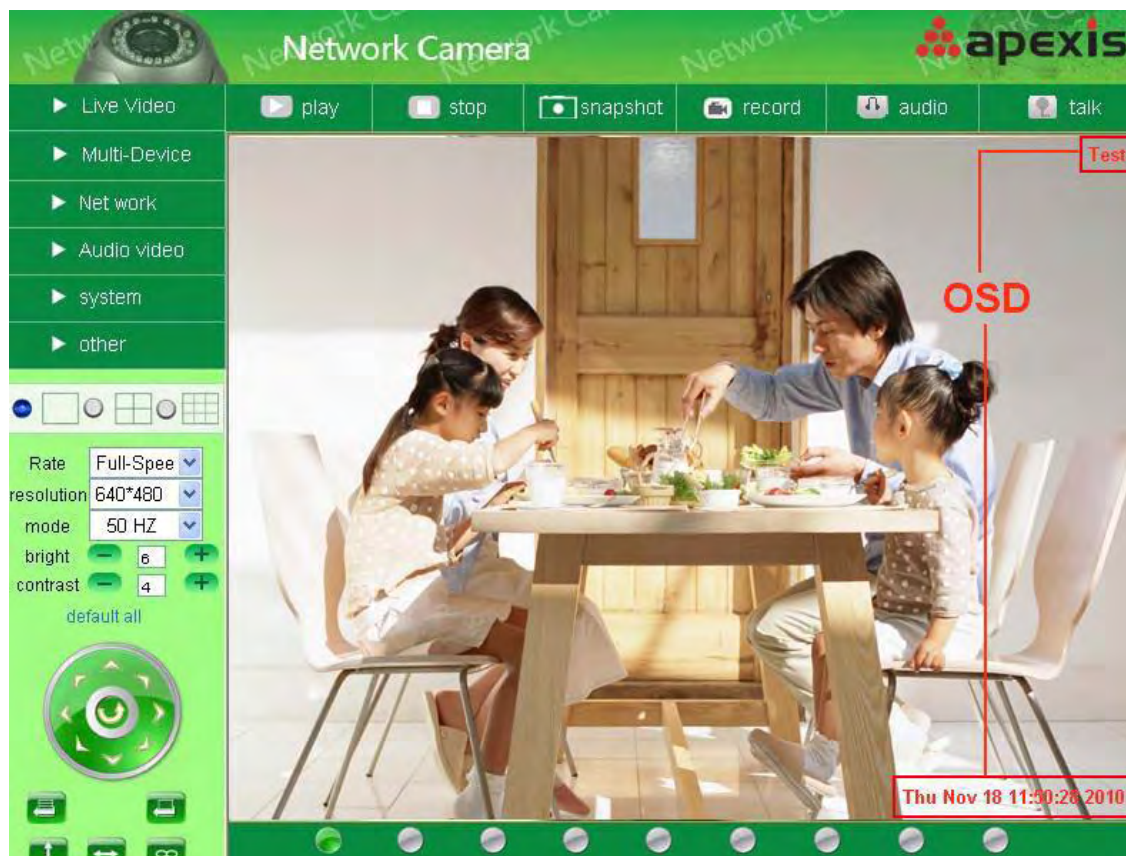 Network Camera
apexis
Live Video
play
stop
snapshot
record
audio
talk
Multi-Device
Test
Net work
Audio video
system
OSD
other
Rate Full-Spee
resolution 640*480
mode 50 HZ
bright 6
contrast 4
default all
Thu Nov 18 11:50:26 2010